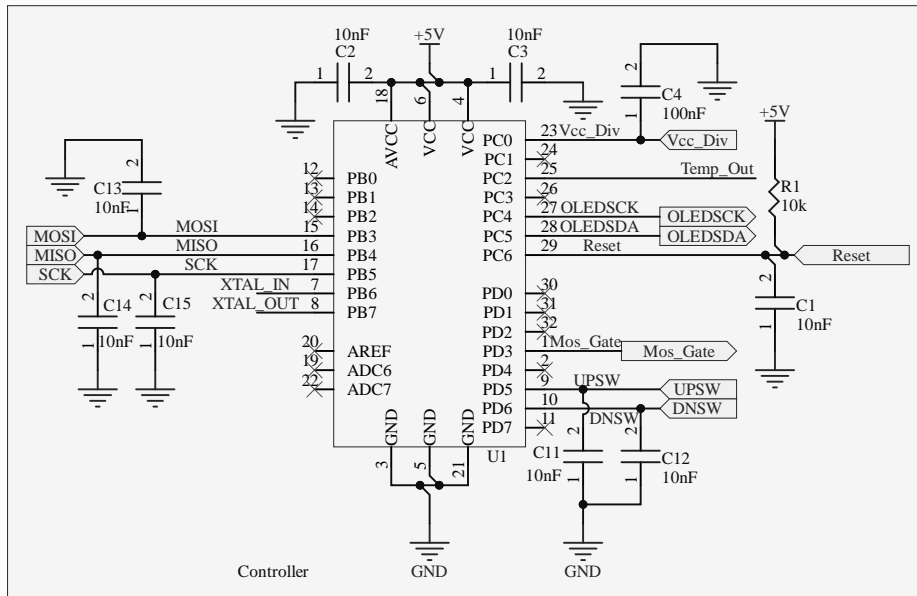 10nF
C2
+5V
10nF
C3
1
2
18
6
4
1
2
2
C4
100nF
1
+5V
AVCC
VCC
VCC
23
Vcc_Div
Vcc_Div
PC0
24
PC1
25
Temp_Out
PC2
26
PC3
27
OLEDSCK
OLEDSCK
PC4
28
OLEDSDA
OLEDSDA
PC5
29
Reset
Reset
PC6
R1
10k
2
C13
10nF
1
12
PB0
13
PB1
14
PB2
MOSI
MOSI
15
PB3
MISO
MISO
16
PB4
SCK
SCK
17
PB5
XTAL_IN
7
PB6
XTAL_OUT
8
PB7
2
C14
10nF
1
2
C15
10nF
1
30
PD0
31
PD1
32
PD2
1
Mos_Gate
Mos_Gate
PD3
2
PD4
9
UPSW
UPSW
PD5
10
DNSW
DNSW
PD6
11
PD7
2
C1
10nF
1
20
AREF
19
ADC6
22
ADC7
GND
GND
GND
3
5
21
U1
2
C11
10nF
1
2
C12
10nF
1
Controller
GND
GND